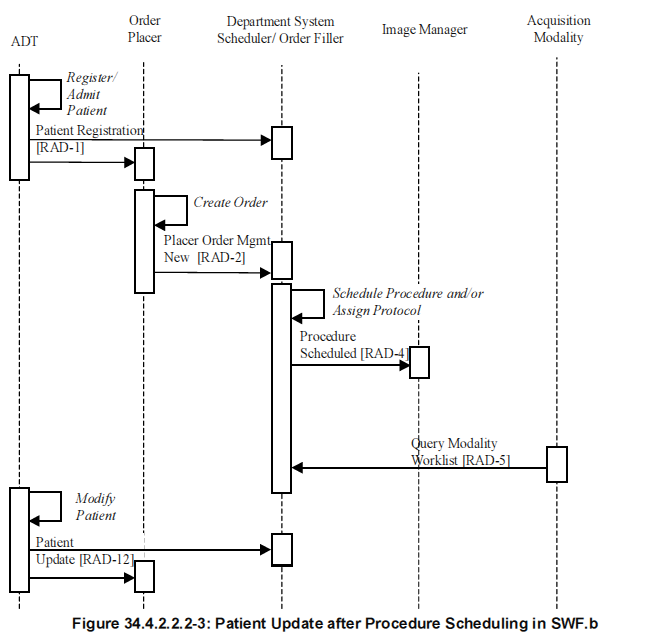 ADT
Order
Placer
Department System
Scheduler/ Order Filler
Image Manager
Acquisition
Modality
Register/
Admit
Patient
Patient Registration
[RAD-1]
Create Order
Placer Order Mgmt
New [RAD-2]
Schedule Procedure and/or
Assign Protocol
Procedure
Scheduled [RAD-4]
Query Modality
Worklist [RAD-5]
Modify
Patient
Patient
Update [RAD-12]
Figure 34.4.2.2.2-3: Patient Update after Procedure Scheduling in SWF.b